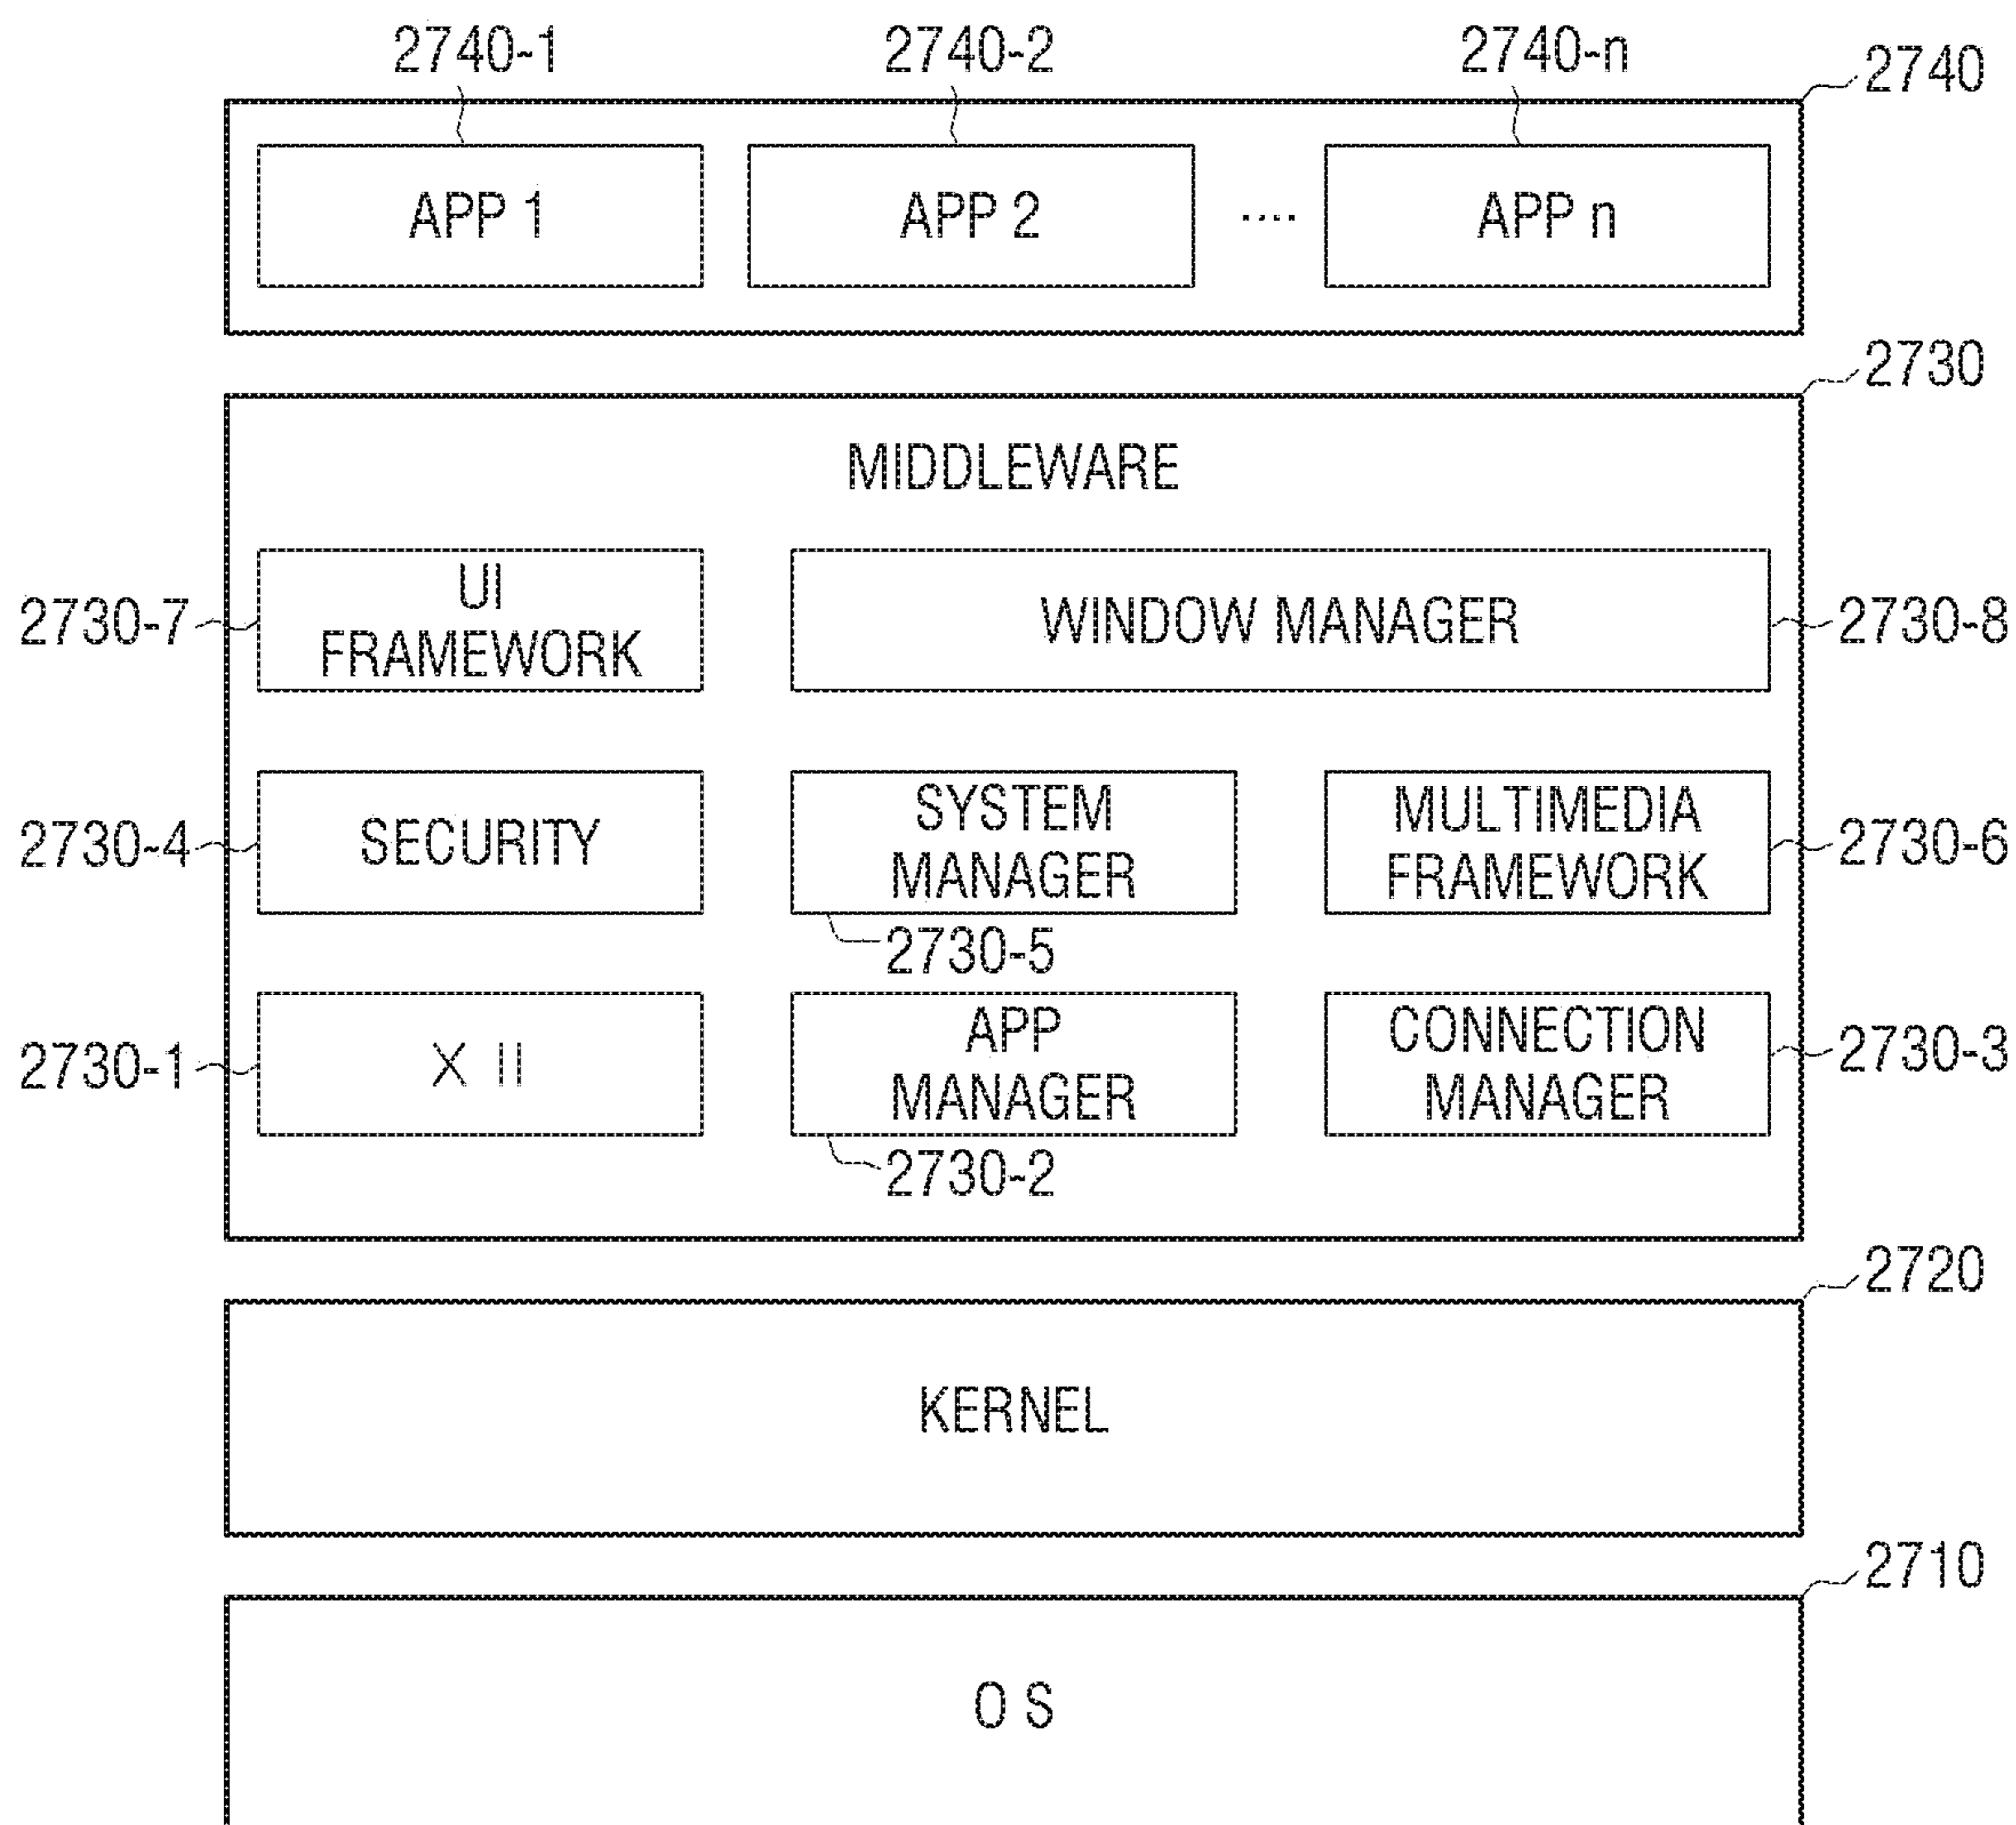 2740-1 2740-2 2740-n 2740
APP 1 APP 2 .... APP n
2730
MIDDLEWARE
UI
FRAMEWORK
WINDOW MANAGER
2730-7 2730-8
SECURITY
SYSTEM
MANAGER
MULTIMEDIA
FRAMEWORK
2730-4 2730-6
2730-5
X II
APP
MANAGER
CONNECTION
MANAGER
2730-1 2730-3
2730-2
2720
KERNEL
2710
O S